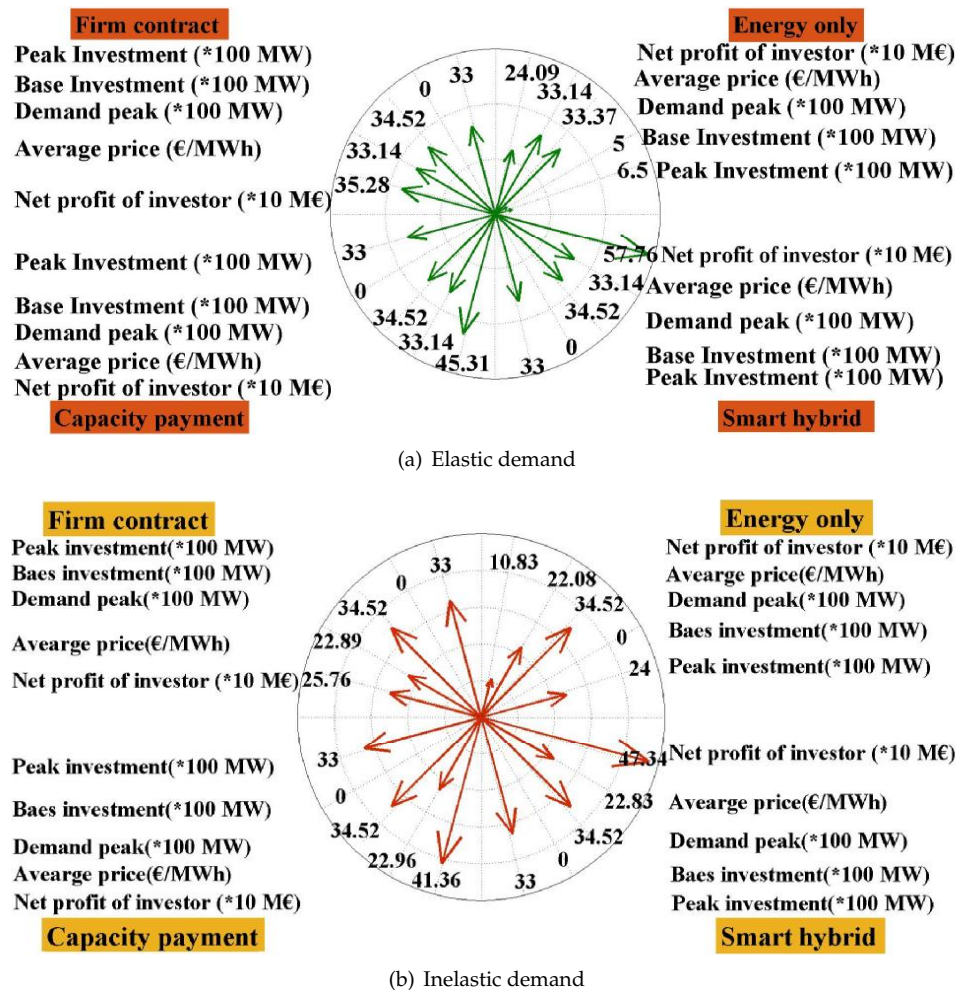 Firm contract
Peak Investment (*100 MW)
Base Investment (*100 MW)
Demand peak (*100 MW)
Average price (€/MWh)
Net profit of investor (*10 M€)
Peak Investment (*100 MW)
Base Investment (*100 MW)
Demand peak (*100 MW)
Average price (€/MWh)
Net profit of investor (*10 M€)
Capacity payment
33
0
34.52
33.14
35.28
33
0
34.52
33.14
45.31
33
0
34.52
33.14
57.76
6.5
5
33.37
33.14
24.09
Energy only
Net profit of investor (*10 M€)
Average price (€/MWh)
Demand peak (*100 MW)
Base Investment (*100 MW)
Peak Investment (*100 MW)
Net profit of investor (*10 M€)
Average price (€/MWh)
Demand peak (*100 MW)
Base Investment (*100 MW)
Peak Investment (*100 MW)
Smart hybrid
(a) Elastic demand
Firm contract
Peak investment(*100 MW)
Baes investment(*100 MW)
Demand peak(*100 MW)
Avearge price(€/MWh)
Net profit of investor (*10 M€)
Peak investment(*100 MW)
Baes investment(*100 MW)
Demand peak(*100 MW)
Avearge price(€/MWh)
Net profit of investor (*10 M€)
Capacity payment
33
0
34.52
22.89
25.76
33
0
34.52
22.96
41.36
33
0
34.52
22.83
47.34
24
0
34.52
22.08
10.83
Energy only
Net profit of investor (*10 M€)
Avearge price(€/MWh)
Demand peak(*100 MW)
Baes investment(*100 MW)
Peak investment(*100 MW)
Net profit of investor (*10 M€)
Avearge price(€/MWh)
Demand peak(*100 MW)
Baes investment(*100 MW)
Peak investment(*100 MW)
Smart hybrid
(b) Inelastic demand